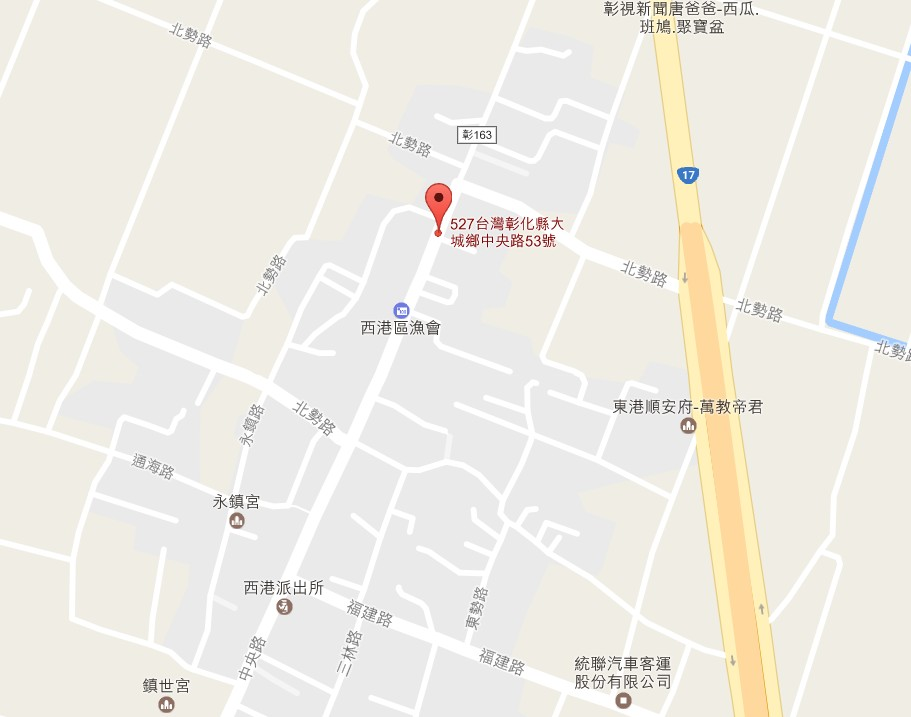 彰視新聞唐爸爸-西瓜.
班鳩.聚寶盆
北勢路
彰163
北勢路
17
527台灣彰化縣大
城鄉中央路53號
北勢路
北勢路
北勢路
西港區漁會
北勢路
東港順安府-萬教帝君
北勢路
永鎮路
通海路
永鎮宮
西港派出所
福建路
東勢路
中央路
三林路
福建路
統聯汽車客運
股份有限公司
鎮世宮